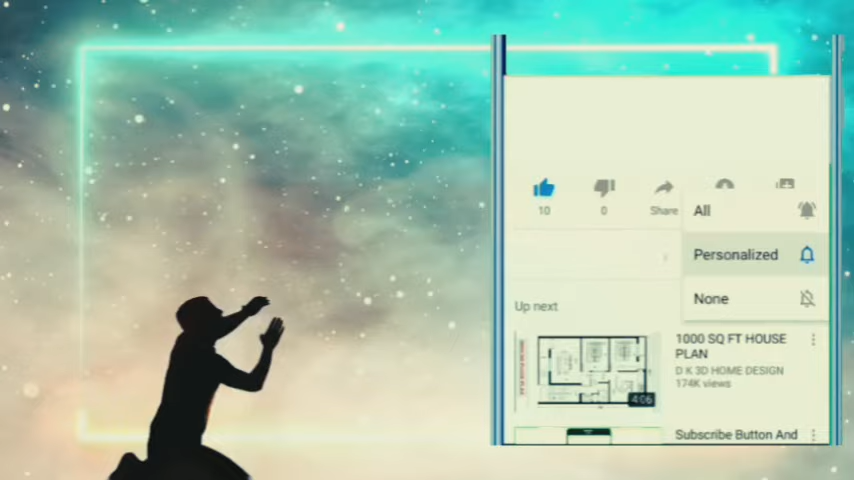 10
0
Share
All
Personalized
None
Up next
4:06
1000 SQ FT HOUSE
PLAN
D K 3D HOME DESIGN
174K views
Subscribe Button And